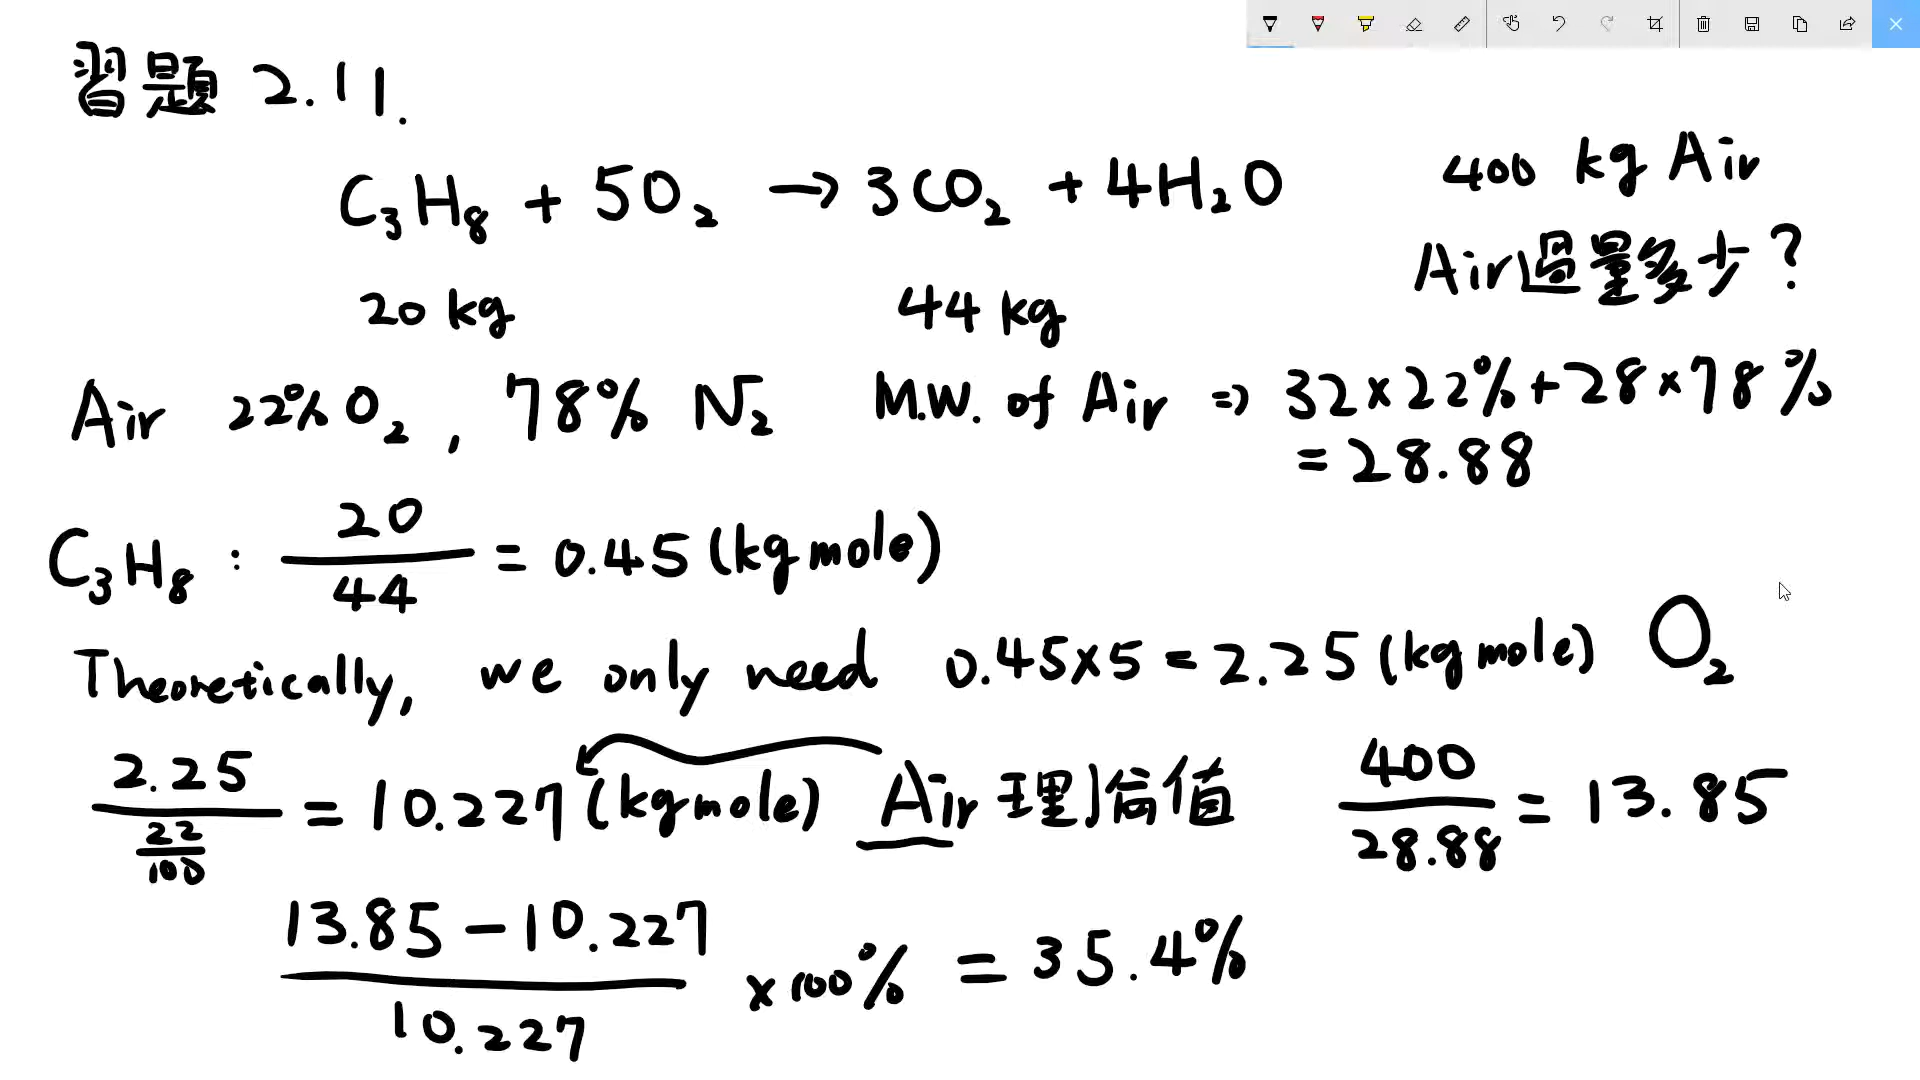 習題 2.11.
C₃H₈ + 5O₂ → 3CO₂ + 4H₂O
400 kg Air
Air過量多少?
20 kg 44 kg
Air 22% O₂, 78% N₂ M.W. of Air ⇒ 32×22%+28×78%
= 28.88
C₃H₈ : 20/44 = 0.45 (kg mole)
Theoretically, we only need 0.45×5 = 2.25 (kg mole) O₂
2.25/(22/100) = 10.227 (kg mole) Air 理論值 400/28.88 = 13.85
(13.85 − 10.227)/10.227 × 100% = 35.4%